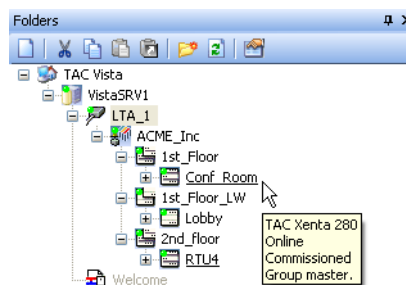 Folders
TAC Vista
VistaSRV1
LTA_1
ACME_Inc
1st_Floor
Conf_Room
1st_Floor_LW
Lobby
2nd_floor
RTU4
Welcome
TAC Xenta 280
Online
Commissioned
Group master.